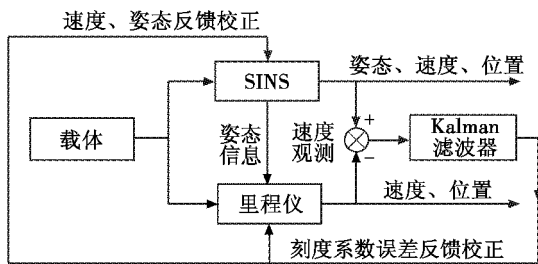 速度、姿态反馈校正
SINS
姿态、速度、位置
载体
姿态
信息
速度
观测
+
−
Kalman
滤波器
里程仪
速度、位置
刻度系数误差反馈校正